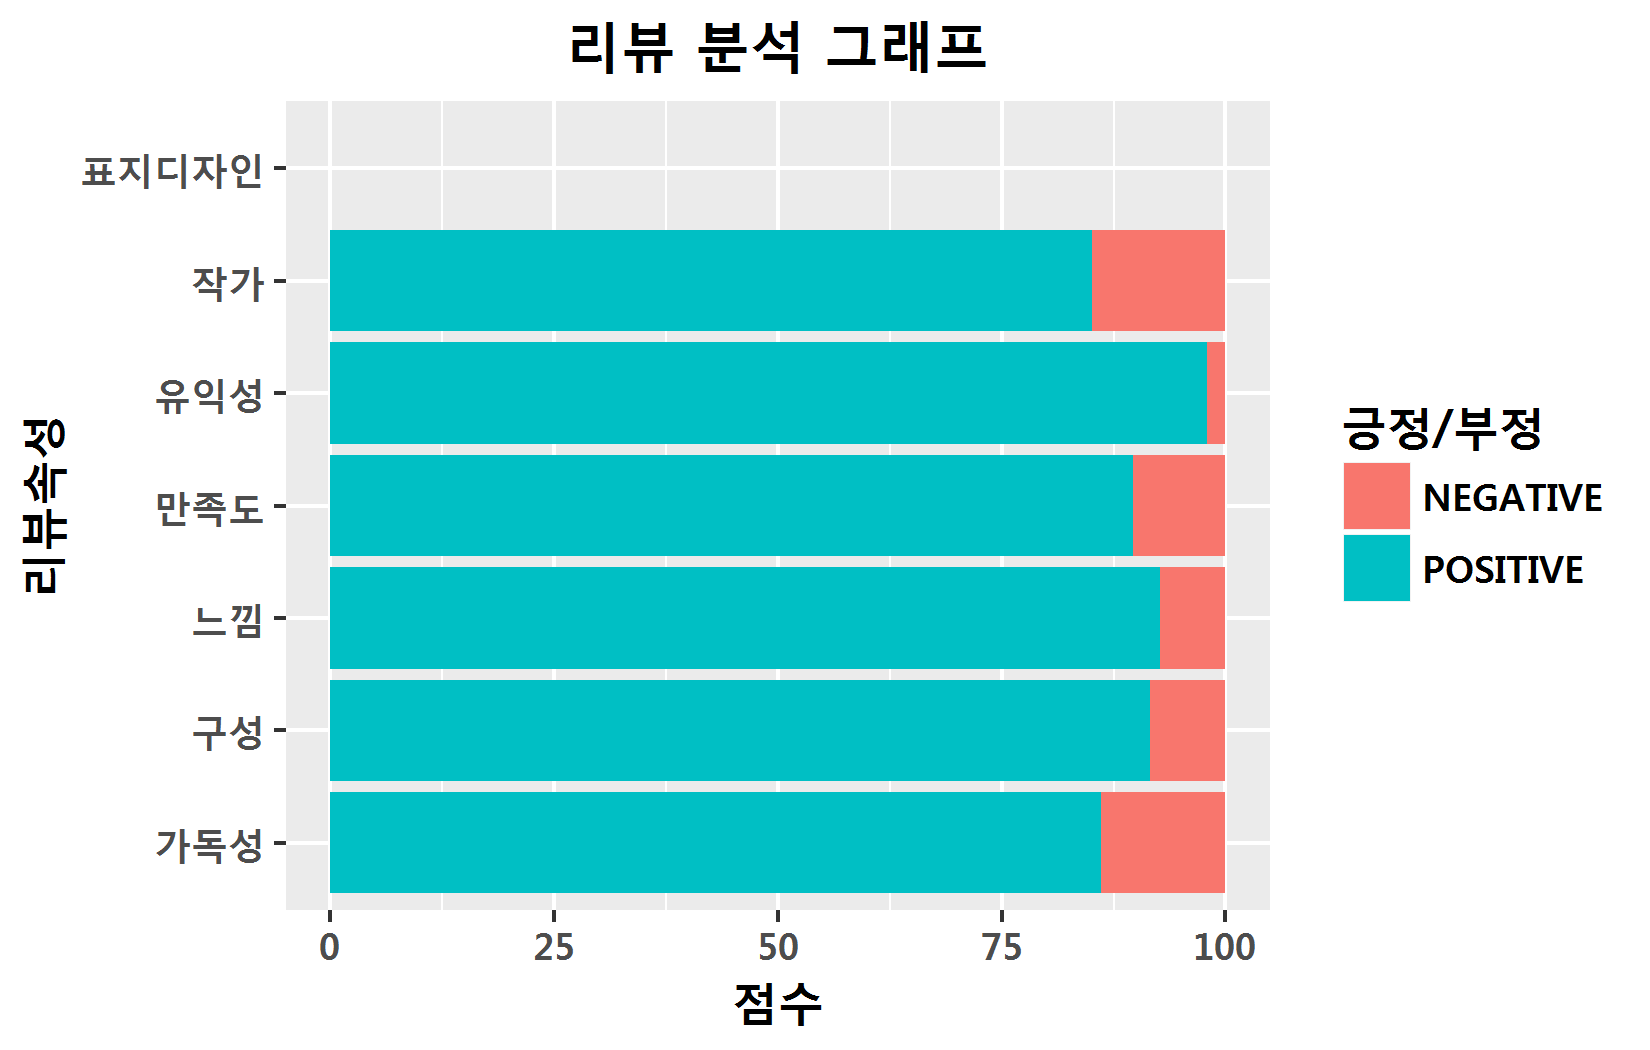 리뷰 분석 그래프
표지디자인
작가
유익성
만족도
느낌
구성
가독성
리뷰속성
0 25 50 75 100
점수
긍정/부정
NEGATIVE
POSITIVE